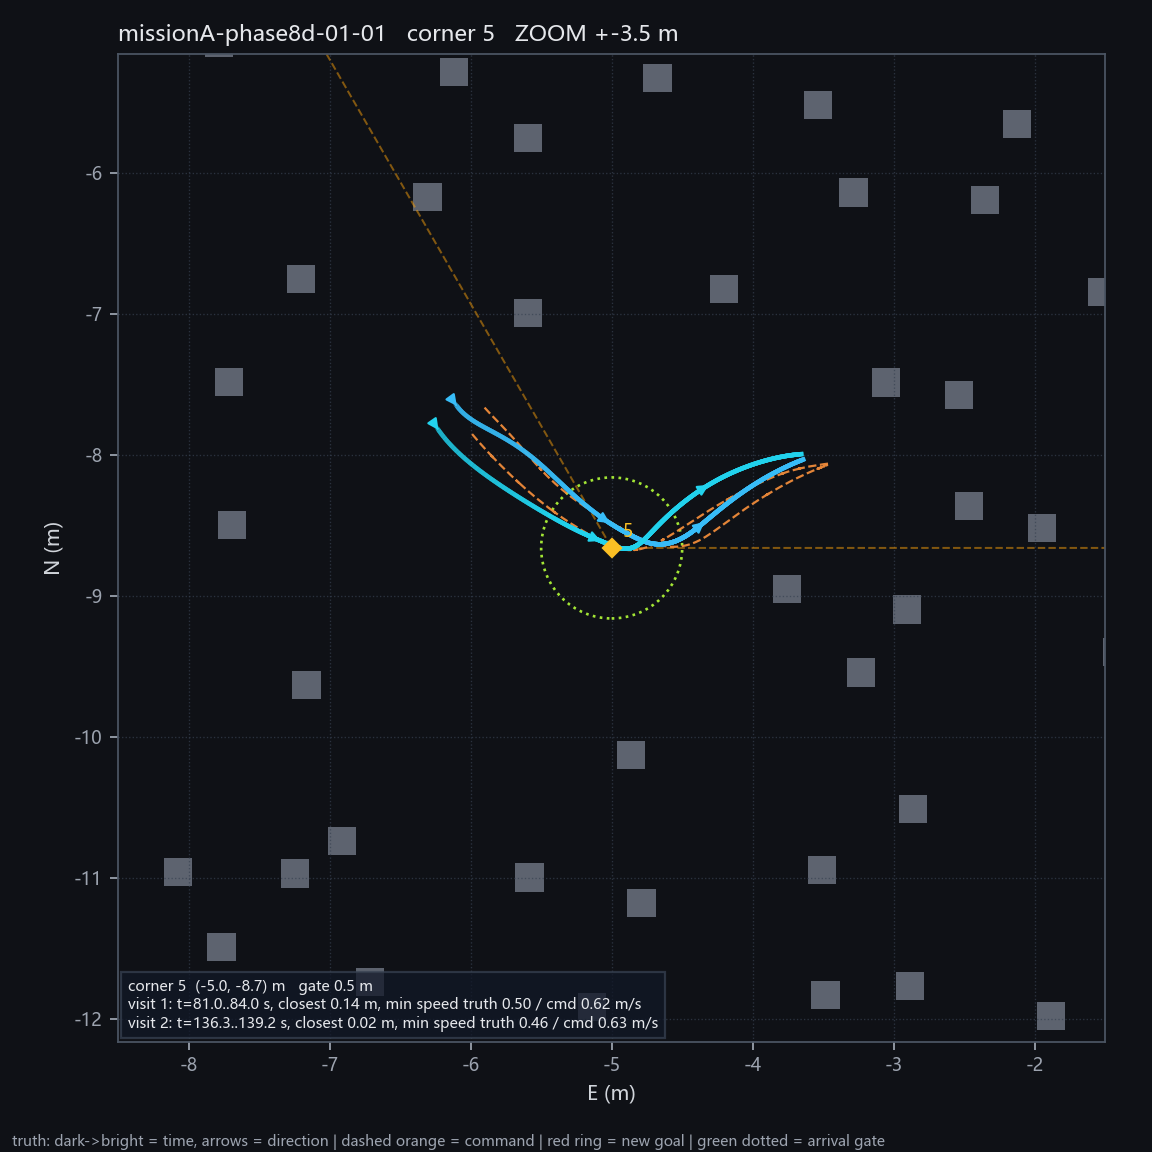 missionA-phase8d-01-01   corner 5   ZOOM +-3.5 m
-6
-7
-8
-9
-10
-11
-12
N (m)
5
corner 5  (-5.0, -8.7) m   gate 0.5 m
visit 1: t=81.0..84.0 s, closest 0.14 m, min speed truth 0.50 / cmd 0.62 m/s
visit 2: t=136.3..139.2 s, closest 0.02 m, min speed truth 0.46 / cmd 0.63 m/s
-8 -7 -6 -5 -4 -3 -2
E (m)
truth: dark->bright = time, arrows = direction | dashed orange = command | red ring = new goal | green dotted = arrival gate